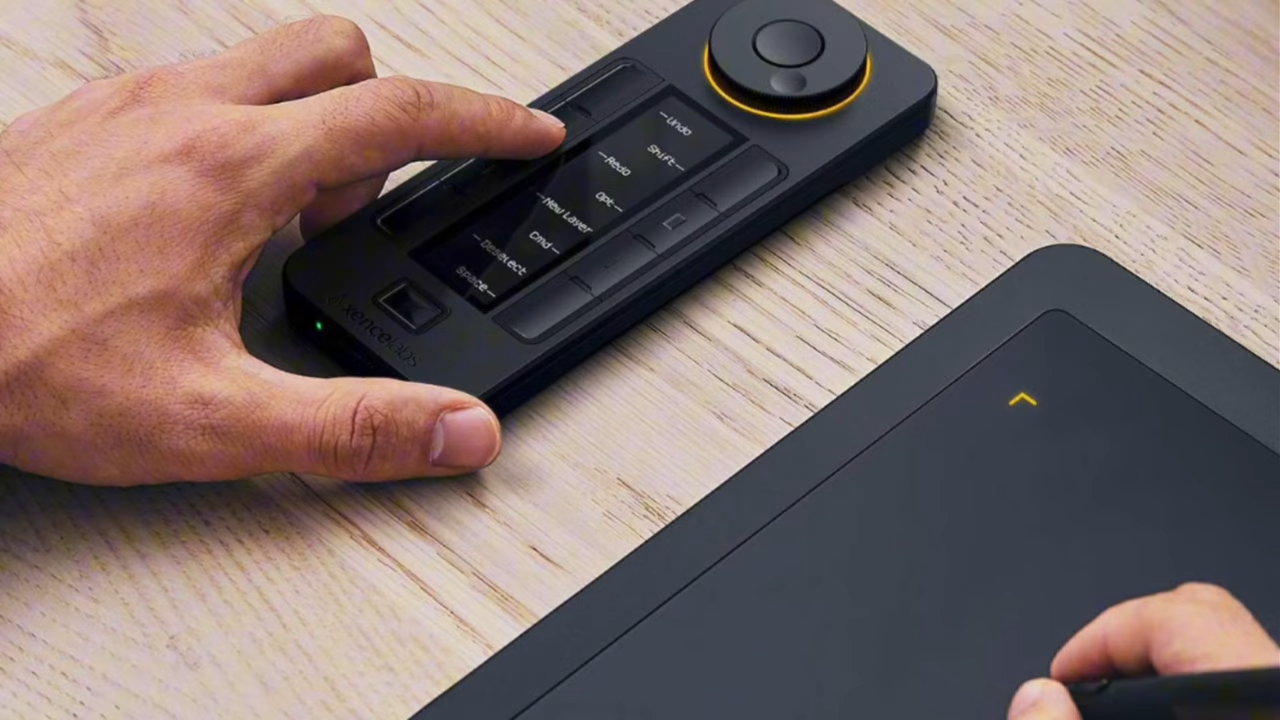 Undo
Shift
Redo
Opt
New Layer
Cmd
Deselect
space
xencelabs